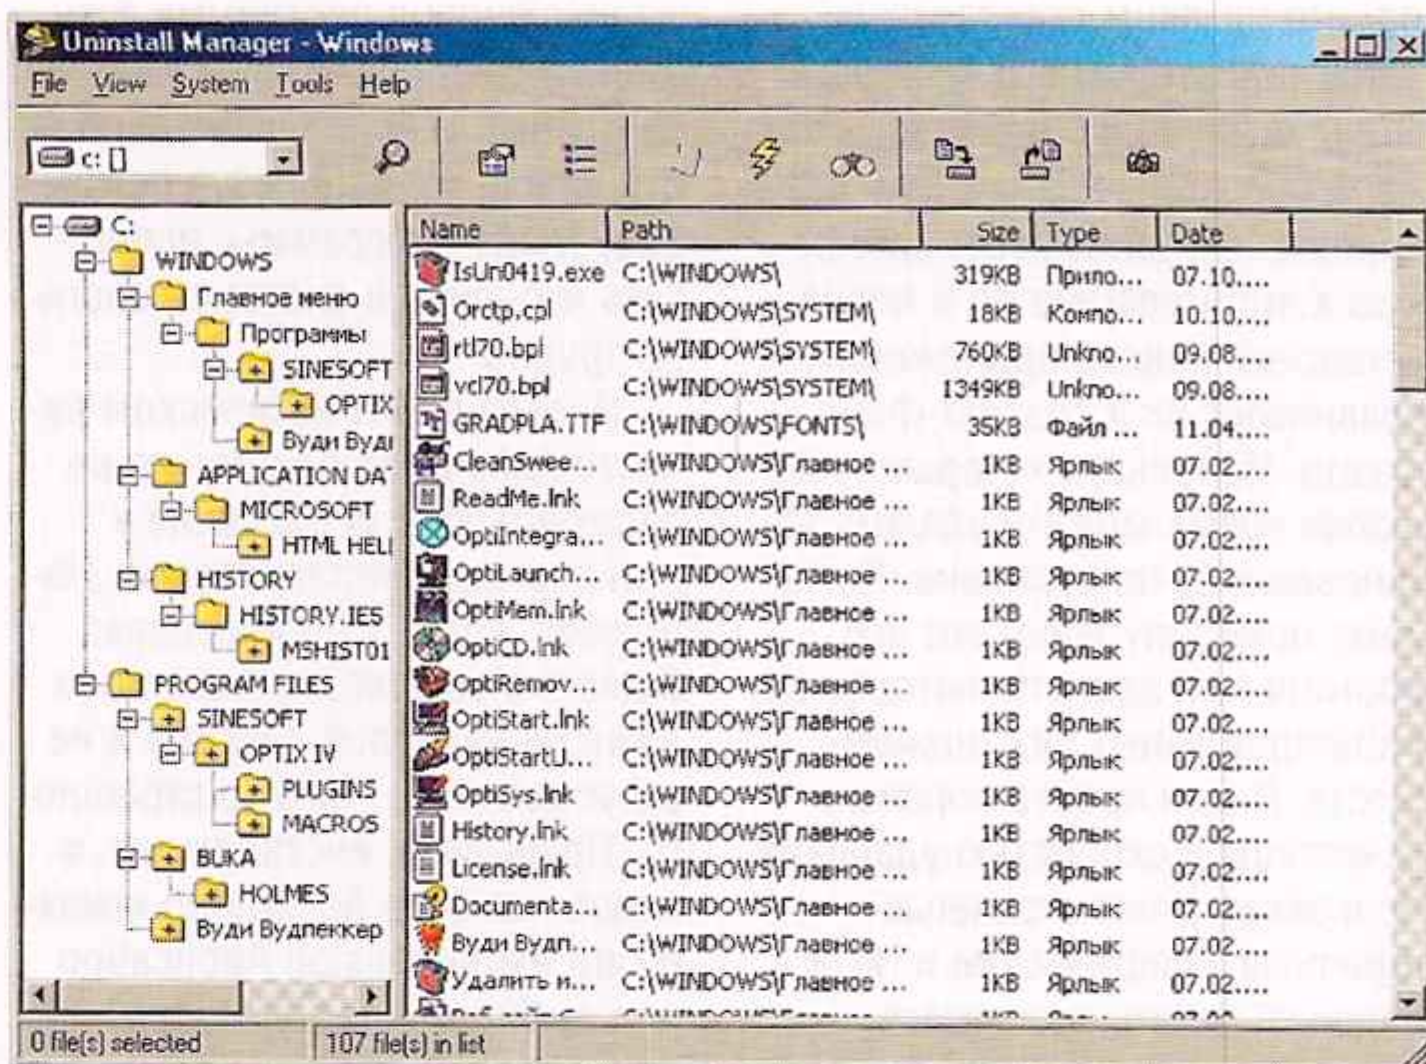 Uninstall Manager - Windows
File View System Tools Help
c: []
C:
WINDOWS
Главное меню
Программы
SINESOFT
OPTIX
Вуди Вуд
APPLICATION DA
MICROSOFT
HTML HEL
HISTORY
HISTORY.IE5
MSHIST01
PROGRAM FILES
SINESOFT
OPTIX IV
PLUGINS
MACROS
BUKA
HOLMES
Вуди Вудпеккер
Name Path Size Type Date
IsUn0419.exe C:\WINDOWS\ 319KB Прило... 07.10....
Orctp.cpl C:\WINDOWS\SYSTEM\ 18KB Компо... 10.10....
rtl70.bpl C:\WINDOWS\SYSTEM\ 760KB Unkno... 09.08....
vcl70.bpl C:\WINDOWS\SYSTEM\ 1349KB Unkno... 09.08....
GRADPLA.TTF C:\WINDOWS\FONTS\ 35KB Файл ... 11.04....
CleanSwee... C:\WINDOWS\Главное ... 1KB Ярлык 07.02....
ReadMe.lnk C:\WINDOWS\Главное ... 1KB Ярлык 07.02....
OptiIntegra... C:\WINDOWS\Главное ... 1KB Ярлык 07.02....
OptiLaunch... C:\WINDOWS\Главное ... 1KB Ярлык 07.02....
OptiMem.lnk C:\WINDOWS\Главное ... 1KB Ярлык 07.02....
OptiCD.lnk C:\WINDOWS\Главное ... 1KB Ярлык 07.02....
OptiRemov... C:\WINDOWS\Главное ... 1KB Ярлык 07.02....
OptiStart.lnk C:\WINDOWS\Главное ... 1KB Ярлык 07.02....
OptiStartU... C:\WINDOWS\Главное ... 1KB Ярлык 07.02....
OptiSys.lnk C:\WINDOWS\Главное ... 1KB Ярлык 07.02....
History.lnk C:\WINDOWS\Главное ... 1KB Ярлык 07.02....
License.lnk C:\WINDOWS\Главное ... 1KB Ярлык 07.02....
Documenta... C:\WINDOWS\Главное ... 1KB Ярлык 07.02....
Вуди Вудп... C:\WINDOWS\Главное ... 1KB Ярлык 07.02....
Удалить и... C:\WINDOWS\Главное ... 1KB Ярлык 07.02....
0 file(s) selected 107 file(s) in list